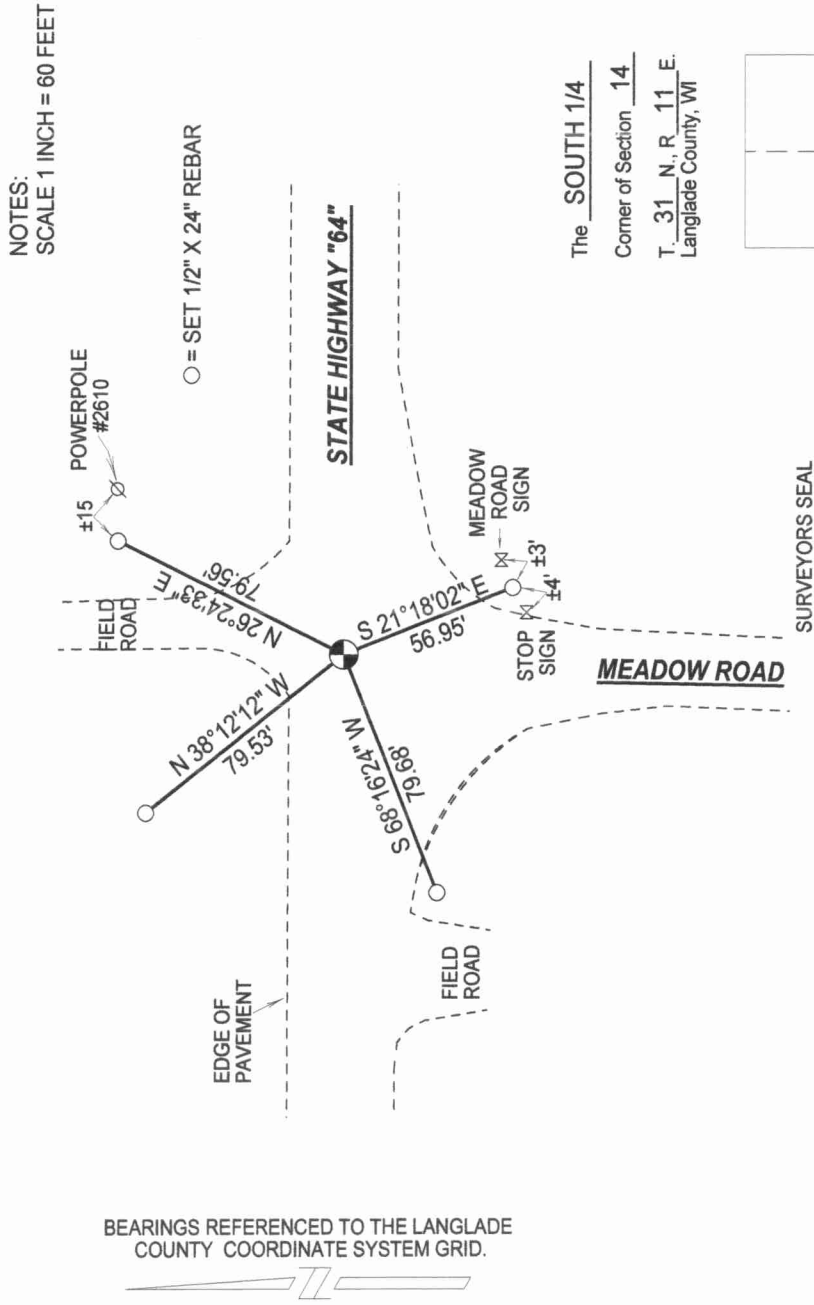 NOTES:
SCALE 1 INCH = 60 FEET
POWERPOLE
#2610
±15
= SET 1/2" X 24" REBAR
FIELD
ROAD
N 26°24'33" E
79.56'
N 38°12'12" W
79.53'
STATE HIGHWAY "64"
EDGE OF
PAVEMENT
S 21°18'02" E
56.95'
S 68°16'24" W
79.68'
MEADOW
ROAD
SIGN
±3'
±4'
STOP
SIGN
FIELD
ROAD
MEADOW ROAD
The SOUTH 1/4
Corner of Section 14
T. 31 N., R 11 E.
Langlade County, WI
SURVEYORS SEAL
BEARINGS REFERENCED TO THE LANGLADE
COUNTY COORDINATE SYSTEM GRID.